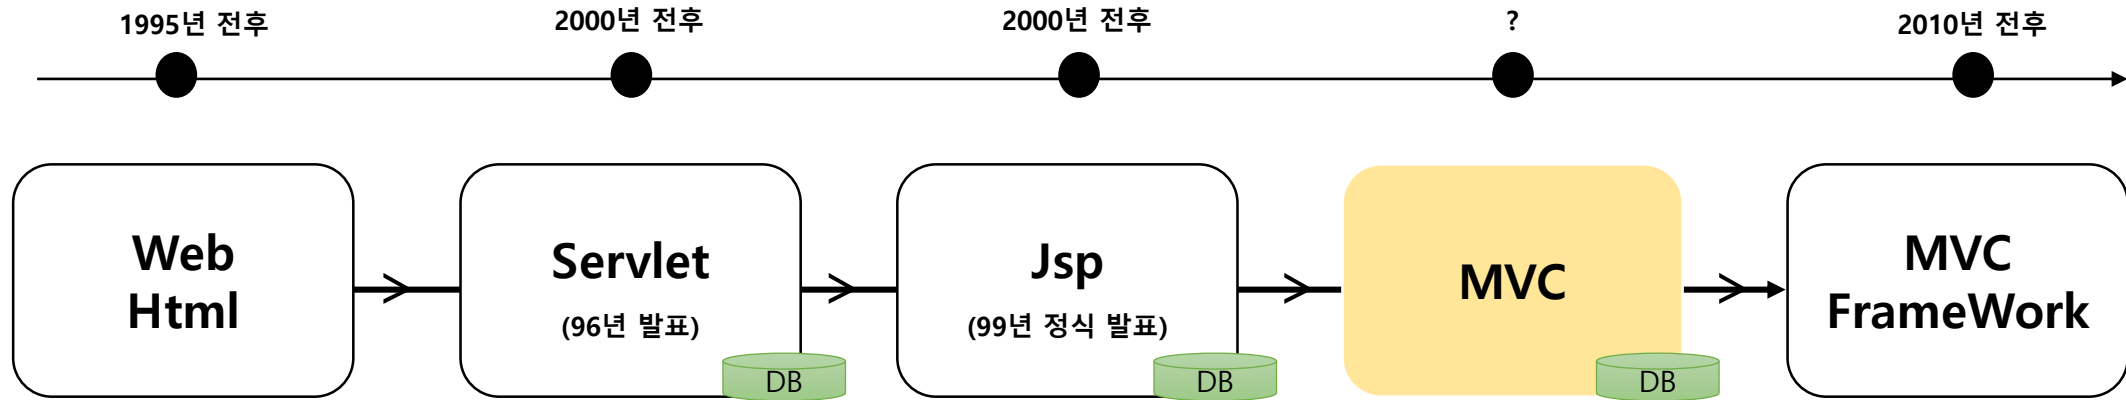 1995년 전후
2000년 전후
2000년 전후
?
2010년 전후
Web
Html
Servlet
(96년 발표)
DB
Jsp
(99년 정식 발표)
DB
MVC
DB
MVC
FrameWork